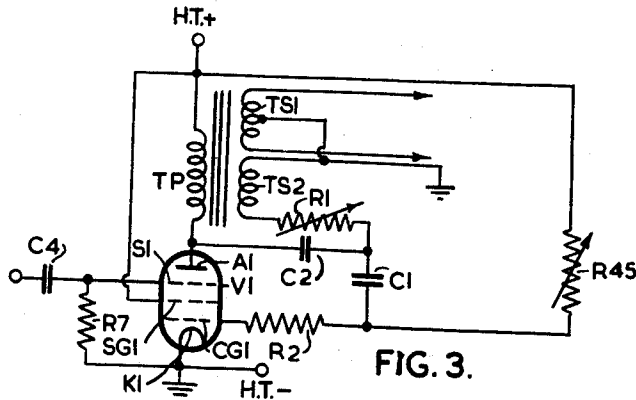 H.T.+
TS1
TP
TS2
R1
C4
S1
A1
V1
C2
C1
R45
R7
SG1
CG1
R2
K1
H.T.-
FIG. 3.